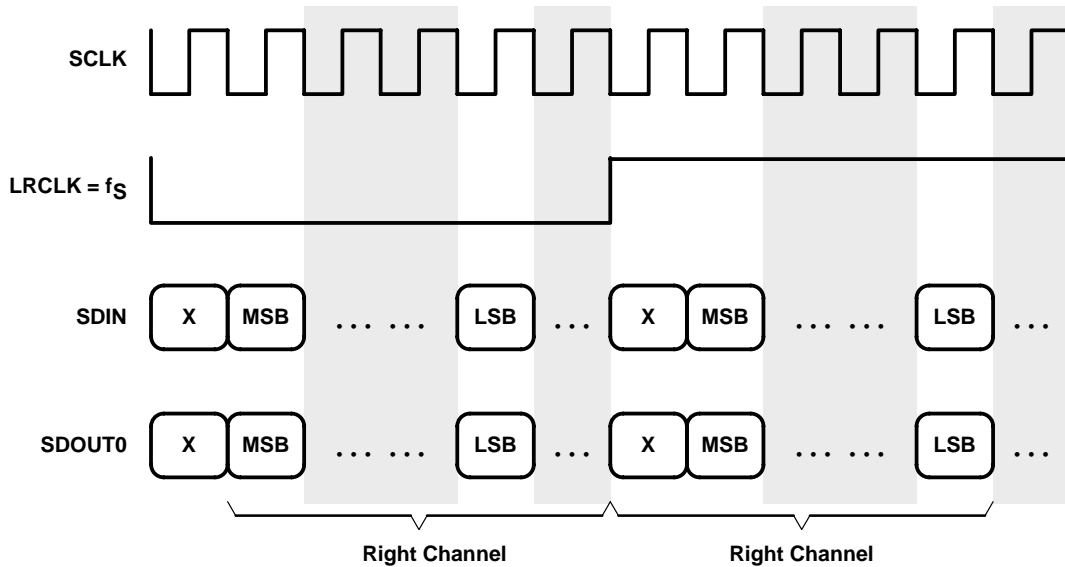 SCLK
LRCLK = fS
SDIN X MSB ... ... LSB ... X MSB ... ... LSB ...
SDOUT0 X MSB ... ... LSB ... X MSB ... ... LSB ...
Right Channel Right Channel